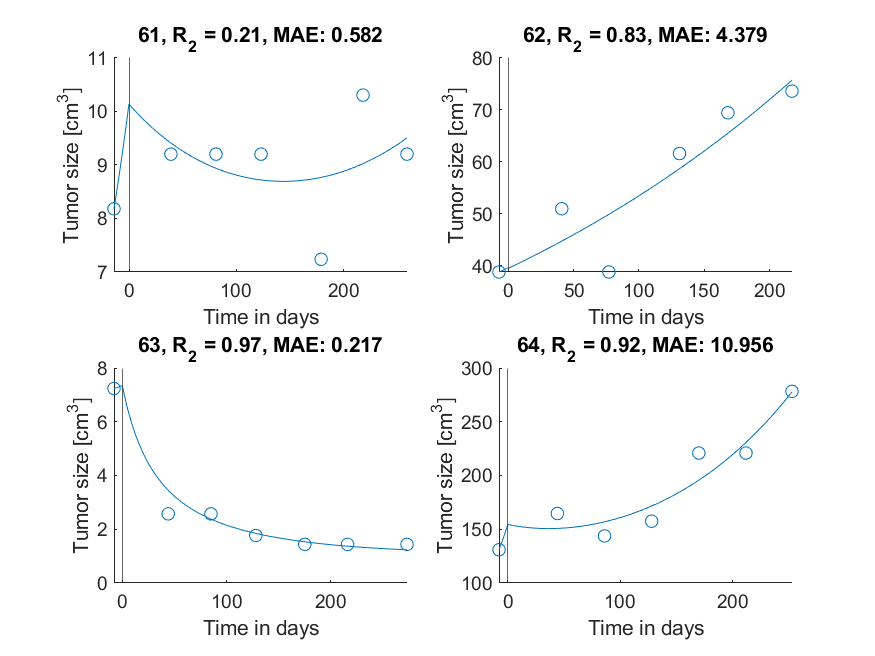 61, R₂ = 0.21, MAE: 0.582
11
10
9
8
7
Tumor size [cm³]
0
100
200
Time in days
62, R₂ = 0.83, MAE: 4.379
80
70
60
50
40
Tumor size [cm³]
0
50
100
150
200
Time in days
63, R₂ = 0.97, MAE: 0.217
8
6
4
2
0
Tumor size [cm³]
0
100
200
Time in days
64, R₂ = 0.92, MAE: 10.956
300
250
200
150
100
Tumor size [cm³]
0
100
200
Time in days